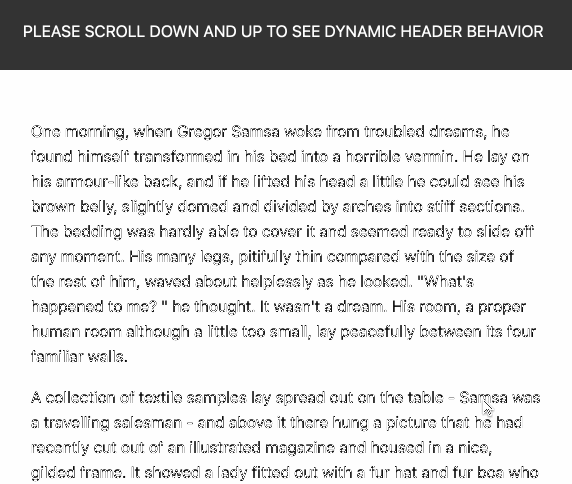 PLEASE SCROLL DOWN AND UP TO SEE DYNAMIC HEADER BEHAVIOR
One morning, when Gregor Samsa woke from troubled dreams, he
found himself transformed in his bed into a horrible vermin. He lay on
his armour-like back, and if he lifted his head a little he could see his
brown belly, slightly domed and divided by arches into stiff sections.
The bedding was hardly able to cover it and seemed ready to slide off
any moment. His many legs, pitifully thin compared with the size of
the rest of him, waved about helplessly as he looked. "What's
happened to me? " he thought. It wasn't a dream. His room, a proper
human room although a little too small, lay peacefully between its four
familiar walls.
A collection of textile samples lay spread out on the table - Samsa was
a travelling salesman - and above it there hung a picture that he had
recently cut out of an illustrated magazine and housed in a nice,
gilded frame. It showed a lady fitted out with a fur hat and fur boa who